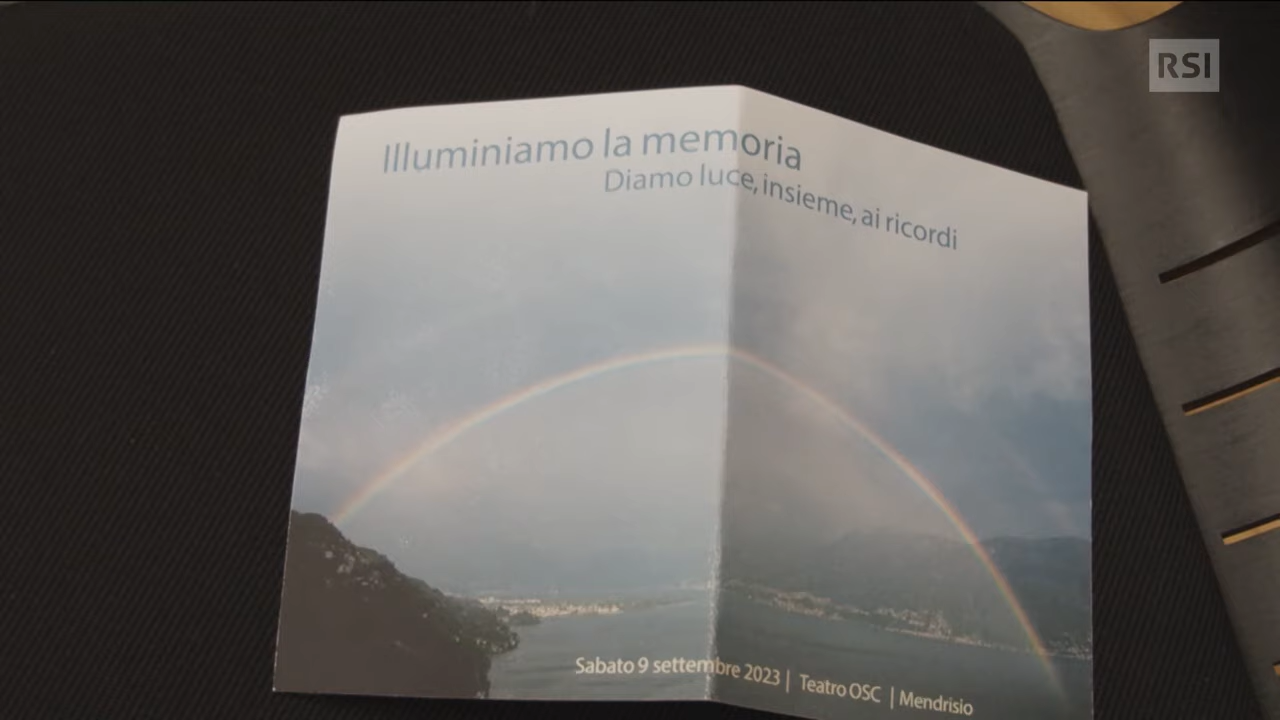 RSI
Illuminiamo la memoria
Diamo luce, insieme, ai ricordi
Sabato 9 settembre 2023 | Teatro OSC | Mendrisio